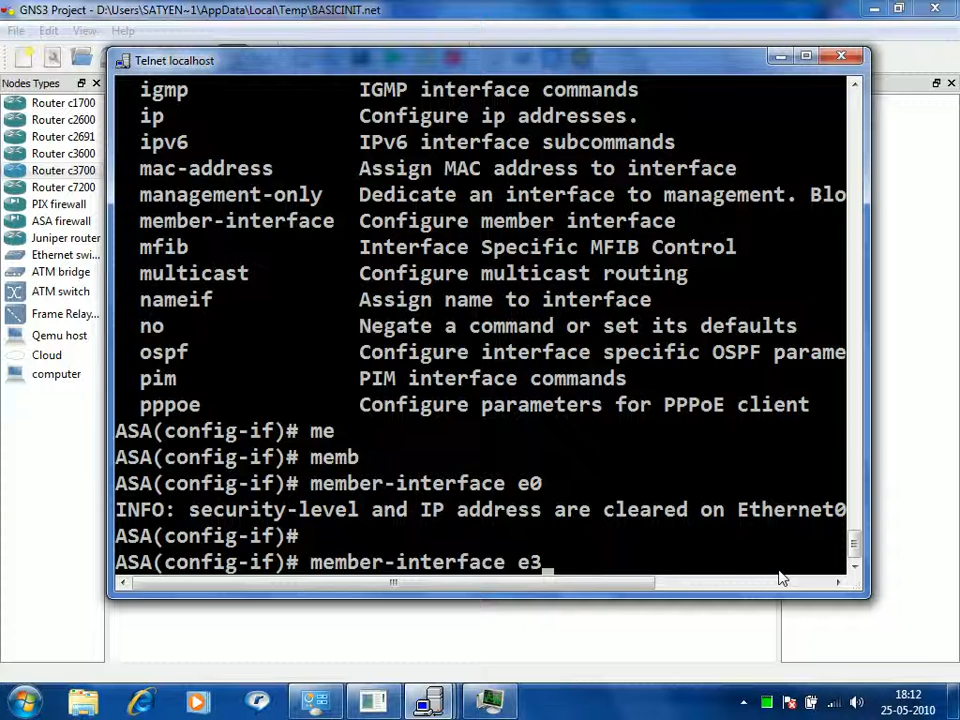 GNS3 Project - D:\Users\SATYEN~1\AppData\Local\Temp\BASICINIT.net
File Edit View Help
Nodes Types
Router c1700
Router c2600
Router c2691
Router c3600
Router c3700
Router c7200
PIX firewall
ASA firewall
Juniper router
Ethernet swi...
ATM bridge
ATM switch
Frame Relay...
Qemu host
Cloud
computer
Telnet localhost
igmp IGMP interface commands
ip Configure ip addresses.
ipv6 IPv6 interface subcommands
mac-address Assign MAC address to interface
management-only Dedicate an interface to management. Blo
member-interface Configure member interface
mfib Interface Specific MFIB Control
multicast Configure multicast routing
nameif Assign name to interface
no Negate a command or set its defaults
ospf Configure interface specific OSPF parame
pim PIM interface commands
pppoe Configure parameters for PPPoE client
ASA(config-if)# me
ASA(config-if)# memb
ASA(config-if)# member-interface e0
INFO: security-level and IP address are cleared on Ethernet0
ASA(config-if)#
ASA(config-if)# member-interface e3
18:12
25-05-2010